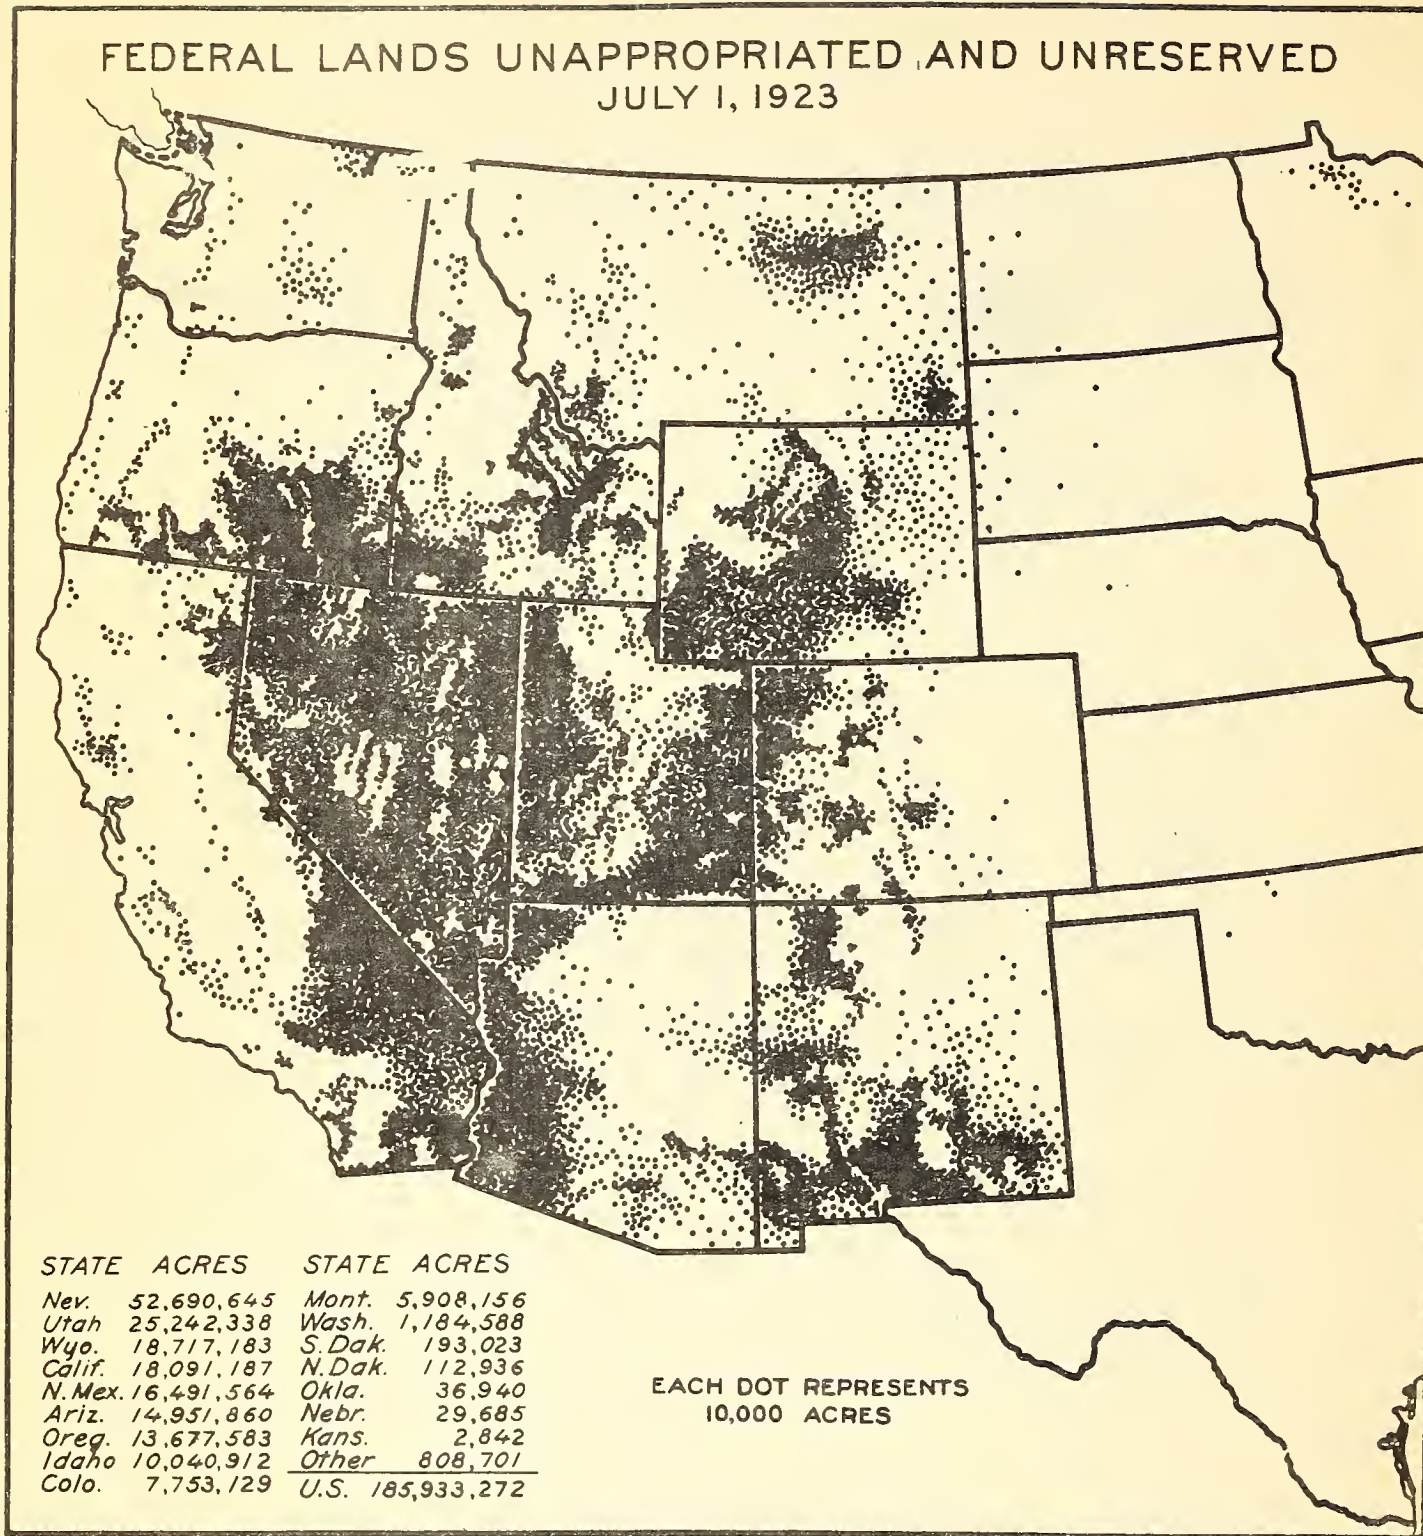 FEDERAL LANDS UNAPPROPRIATED AND UNRESERVED
JULY 1, 1923
STATE ACRES STATE ACRES
Nev. 52,690,645 Mont. 5,908,156
Utah 25,242,338 Wash. 1,184,588
Wyo. 18,717,183 S.Dak. 193,023
Calif. 18,091,187 N.Dak. 112,936
N.Mex. 16,491,564 Okla. 36,940
Ariz. 14,951,860 Nebr. 29,685
Oreg. 13,677,583 Kans. 2,842
Idaho 10,040,912 Other 808,701
Colo. 7,753,129 U.S. 185,933,272
EACH DOT REPRESENTS
10,000 ACRES